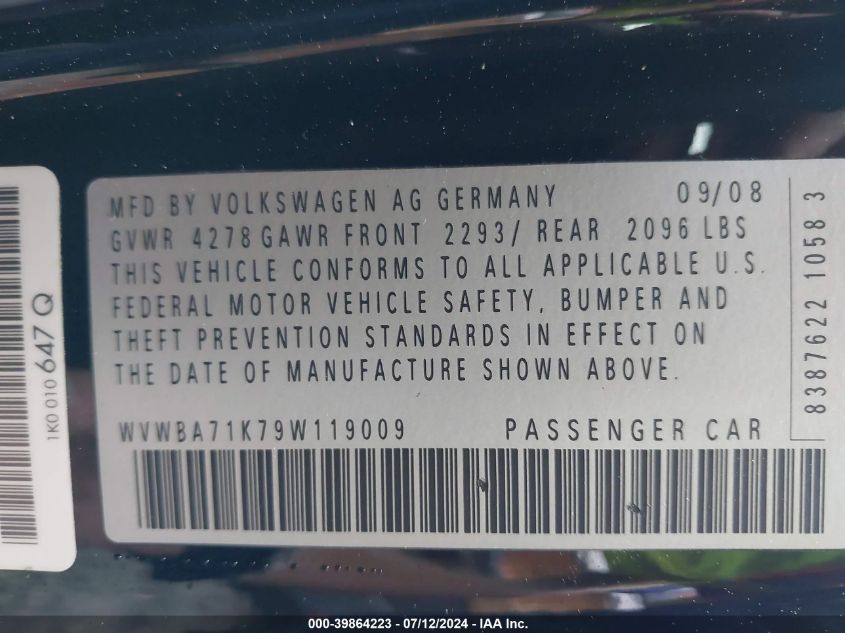 MFD BY VOLKSWAGEN AG GERMANY 09/08
GVWR 4278 GAWR FRONT 2293/ REAR 2096 LBS
THIS VEHICLE CONFORMS TO ALL APPLICABLE U.S.
FEDERAL MOTOR VEHICLE SAFETY, BUMPER AND
THEFT PREVENTION STANDARDS IN EFFECT ON
THE DATE OF MANUFACTURE SHOWN ABOVE.
WVWBA71K79W119009 PASSENGER CAR
8387622 1058 3
1K0 010 647 Q
000-39864223 - 07/12/2024 - IAA Inc.